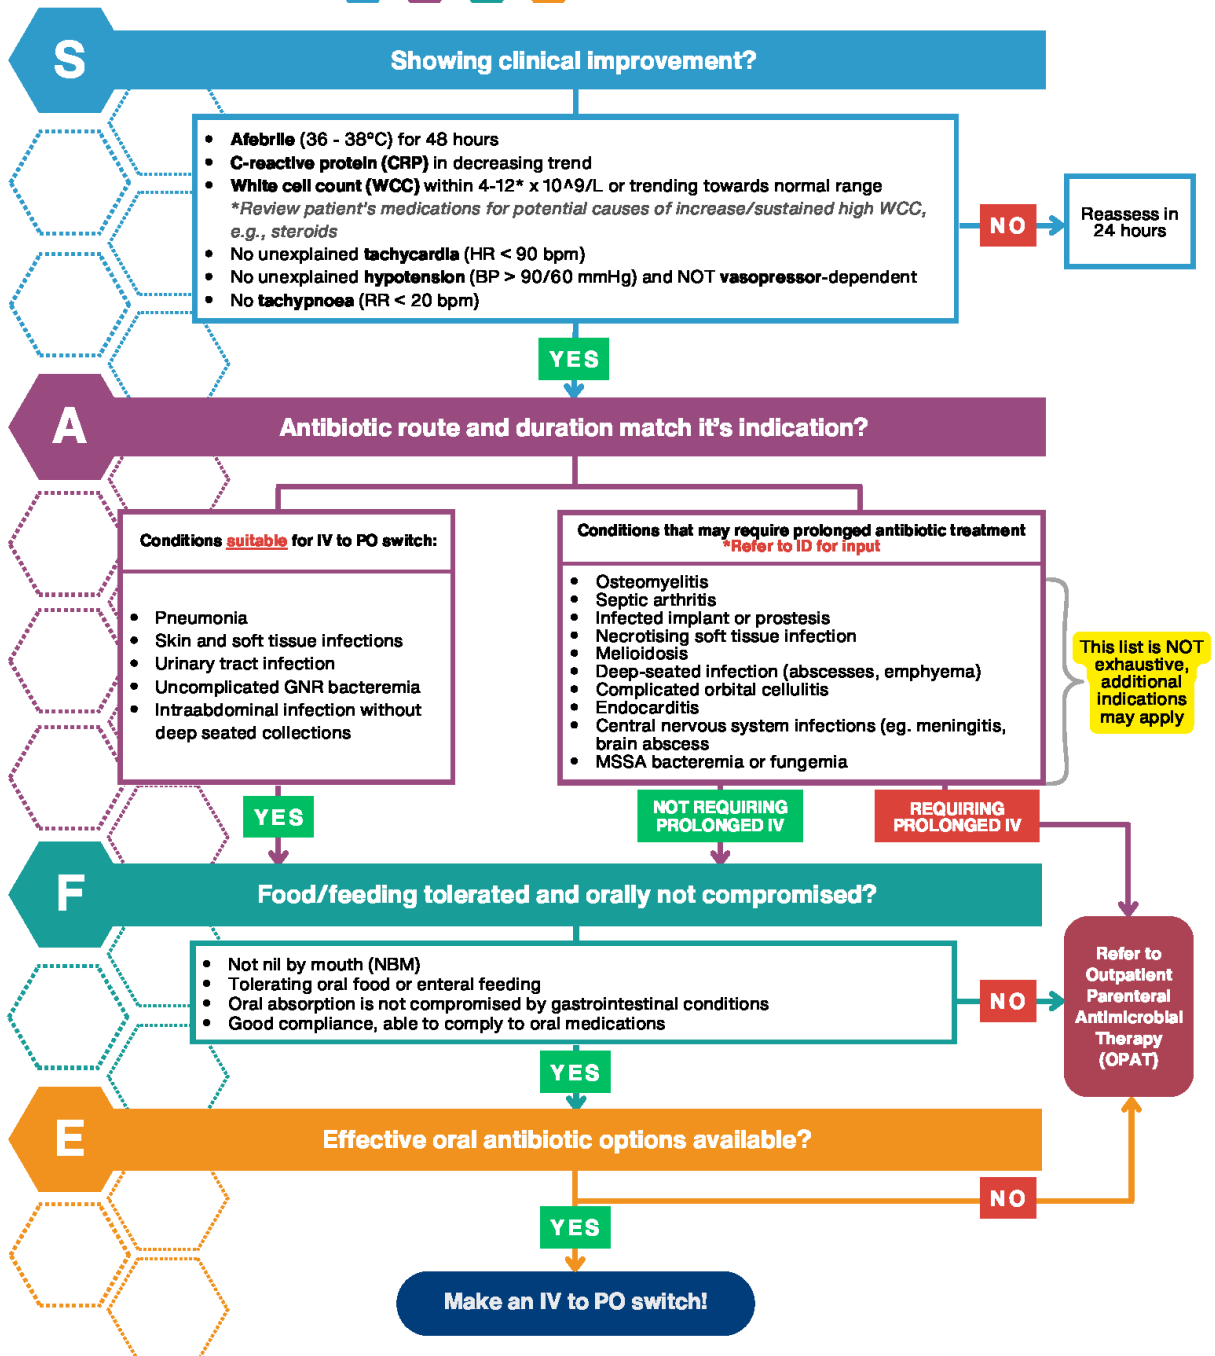 S
Showing clinical improvement?
• Afebrile (36 - 38°C) for 48 hours
• C-reactive protein (CRP) in decreasing trend
• White cell count (WCC) within 4-12* x 10^9/L or trending towards normal range
*Review patient's medications for potential causes of increase/sustained high WCC,
e.g., steroids
• No unexplained tachycardia (HR < 90 bpm)
• No unexplained hypotension (BP > 90/60 mmHg) and NOT vasopressor-dependent
• No tachypnoea (RR < 20 bpm)
NO
Reassess in
24 hours
YES
A
Antibiotic route and duration match it's indication?
Conditions suitable for IV to PO switch:
• Pneumonia
• Skin and soft tissue infections
• Urinary tract infection
• Uncomplicated GNR bacteremia
• Intraabdominal infection without
deep seated collections
Conditions that may require prolonged antibiotic treatment
*Refer to ID for input
• Osteomyelitis
• Septic arthritis
• Infected implant or prostesis
• Necrotising soft tissue infection
• Melioidosis
• Deep-seated infection (abscesses, emphyema)
• Complicated orbital cellulitis
• Endocarditis
• Central nervous system infections (eg. meningitis,
brain abscess
• MSSA bacteremia or fungemia
This list is NOT
exhaustive,
additional
indications
may apply
YES
NOT REQUIRING
PROLONGED IV
REQUIRING
PROLONGED IV
F
Food/feeding tolerated and orally not compromised?
• Not nil by mouth (NBM)
• Tolerating oral food or enteral feeding
• Oral absorption is not compromised by gastrointestinal conditions
• Good compliance, able to comply to oral medications
NO
Refer to
Outpatient
Parenteral
Antimicrobial
Therapy
(OPAT)
YES
E
Effective oral antibiotic options available?
NO
YES
Make an IV to PO switch!